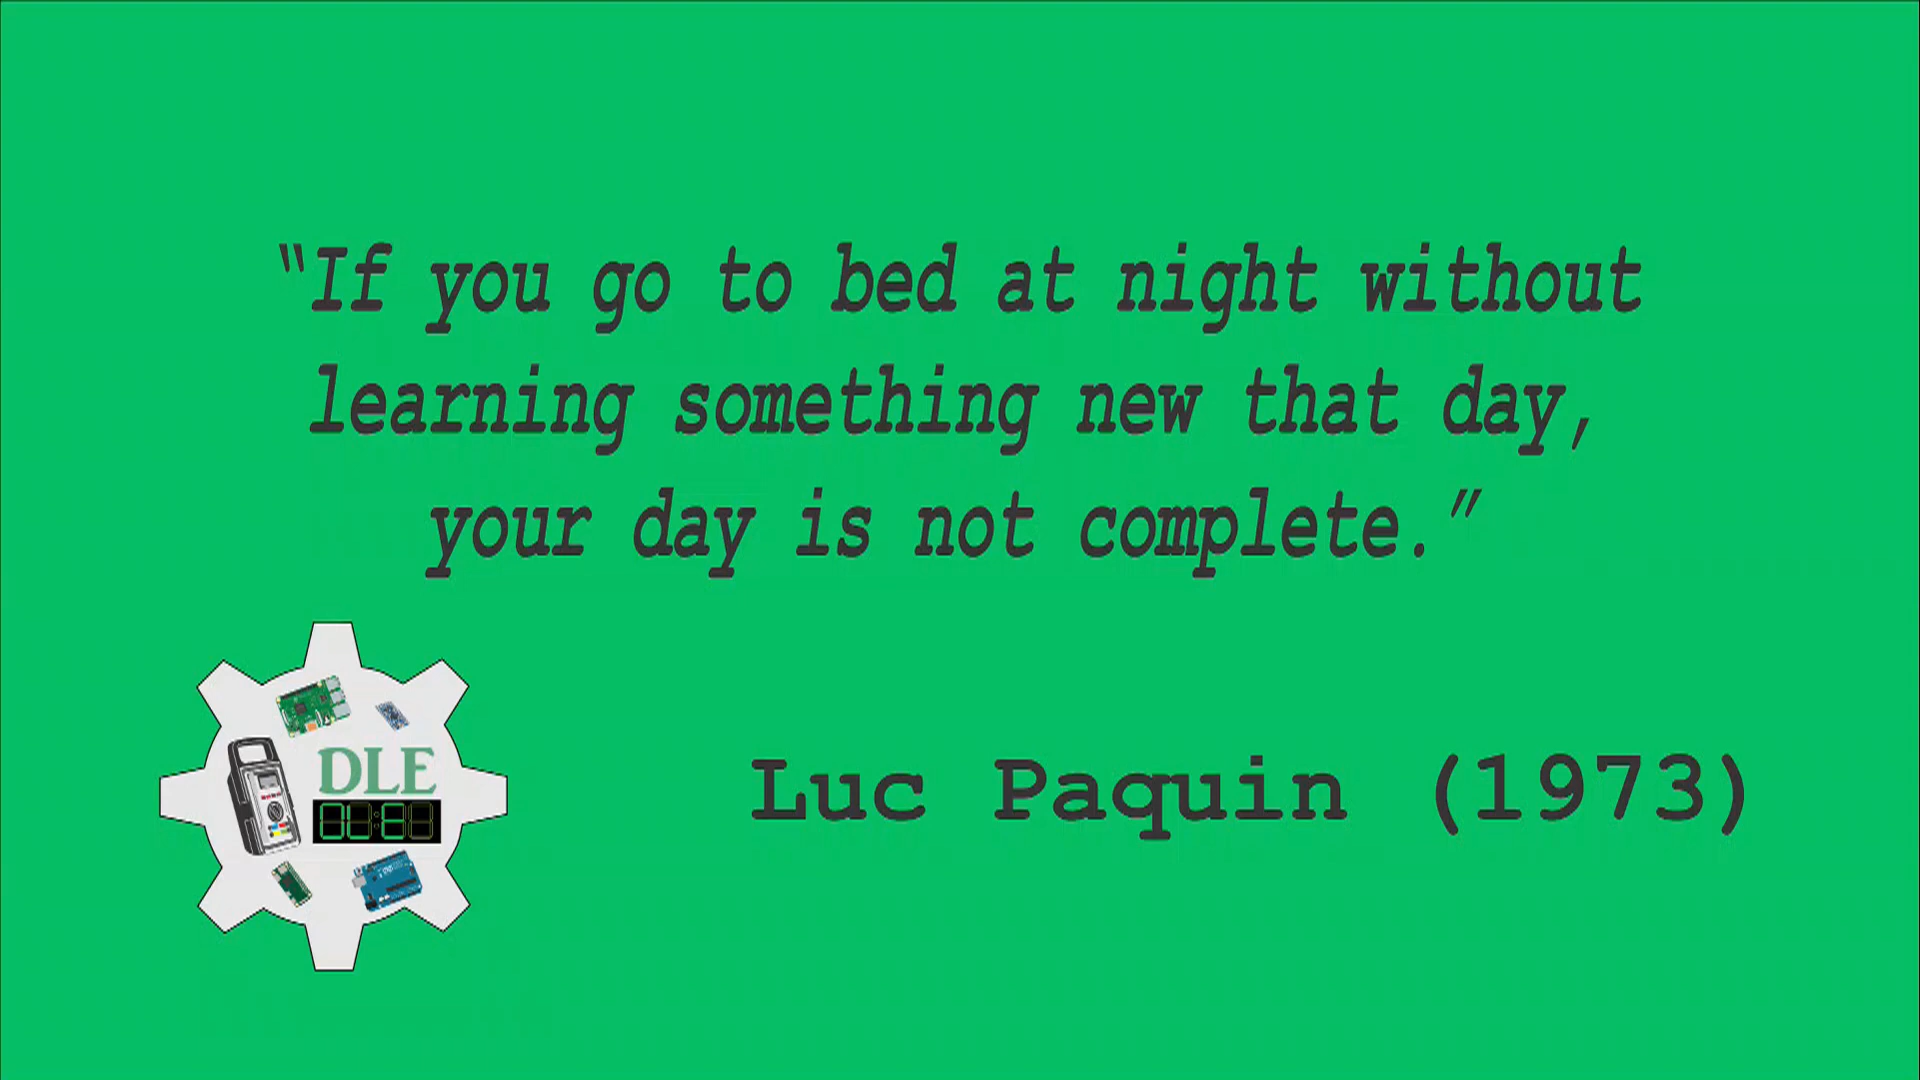 “If you go to bed at night without
learning something new that day,
your day is not complete.”
DLE
DL:E
Luc Paquin (1973)